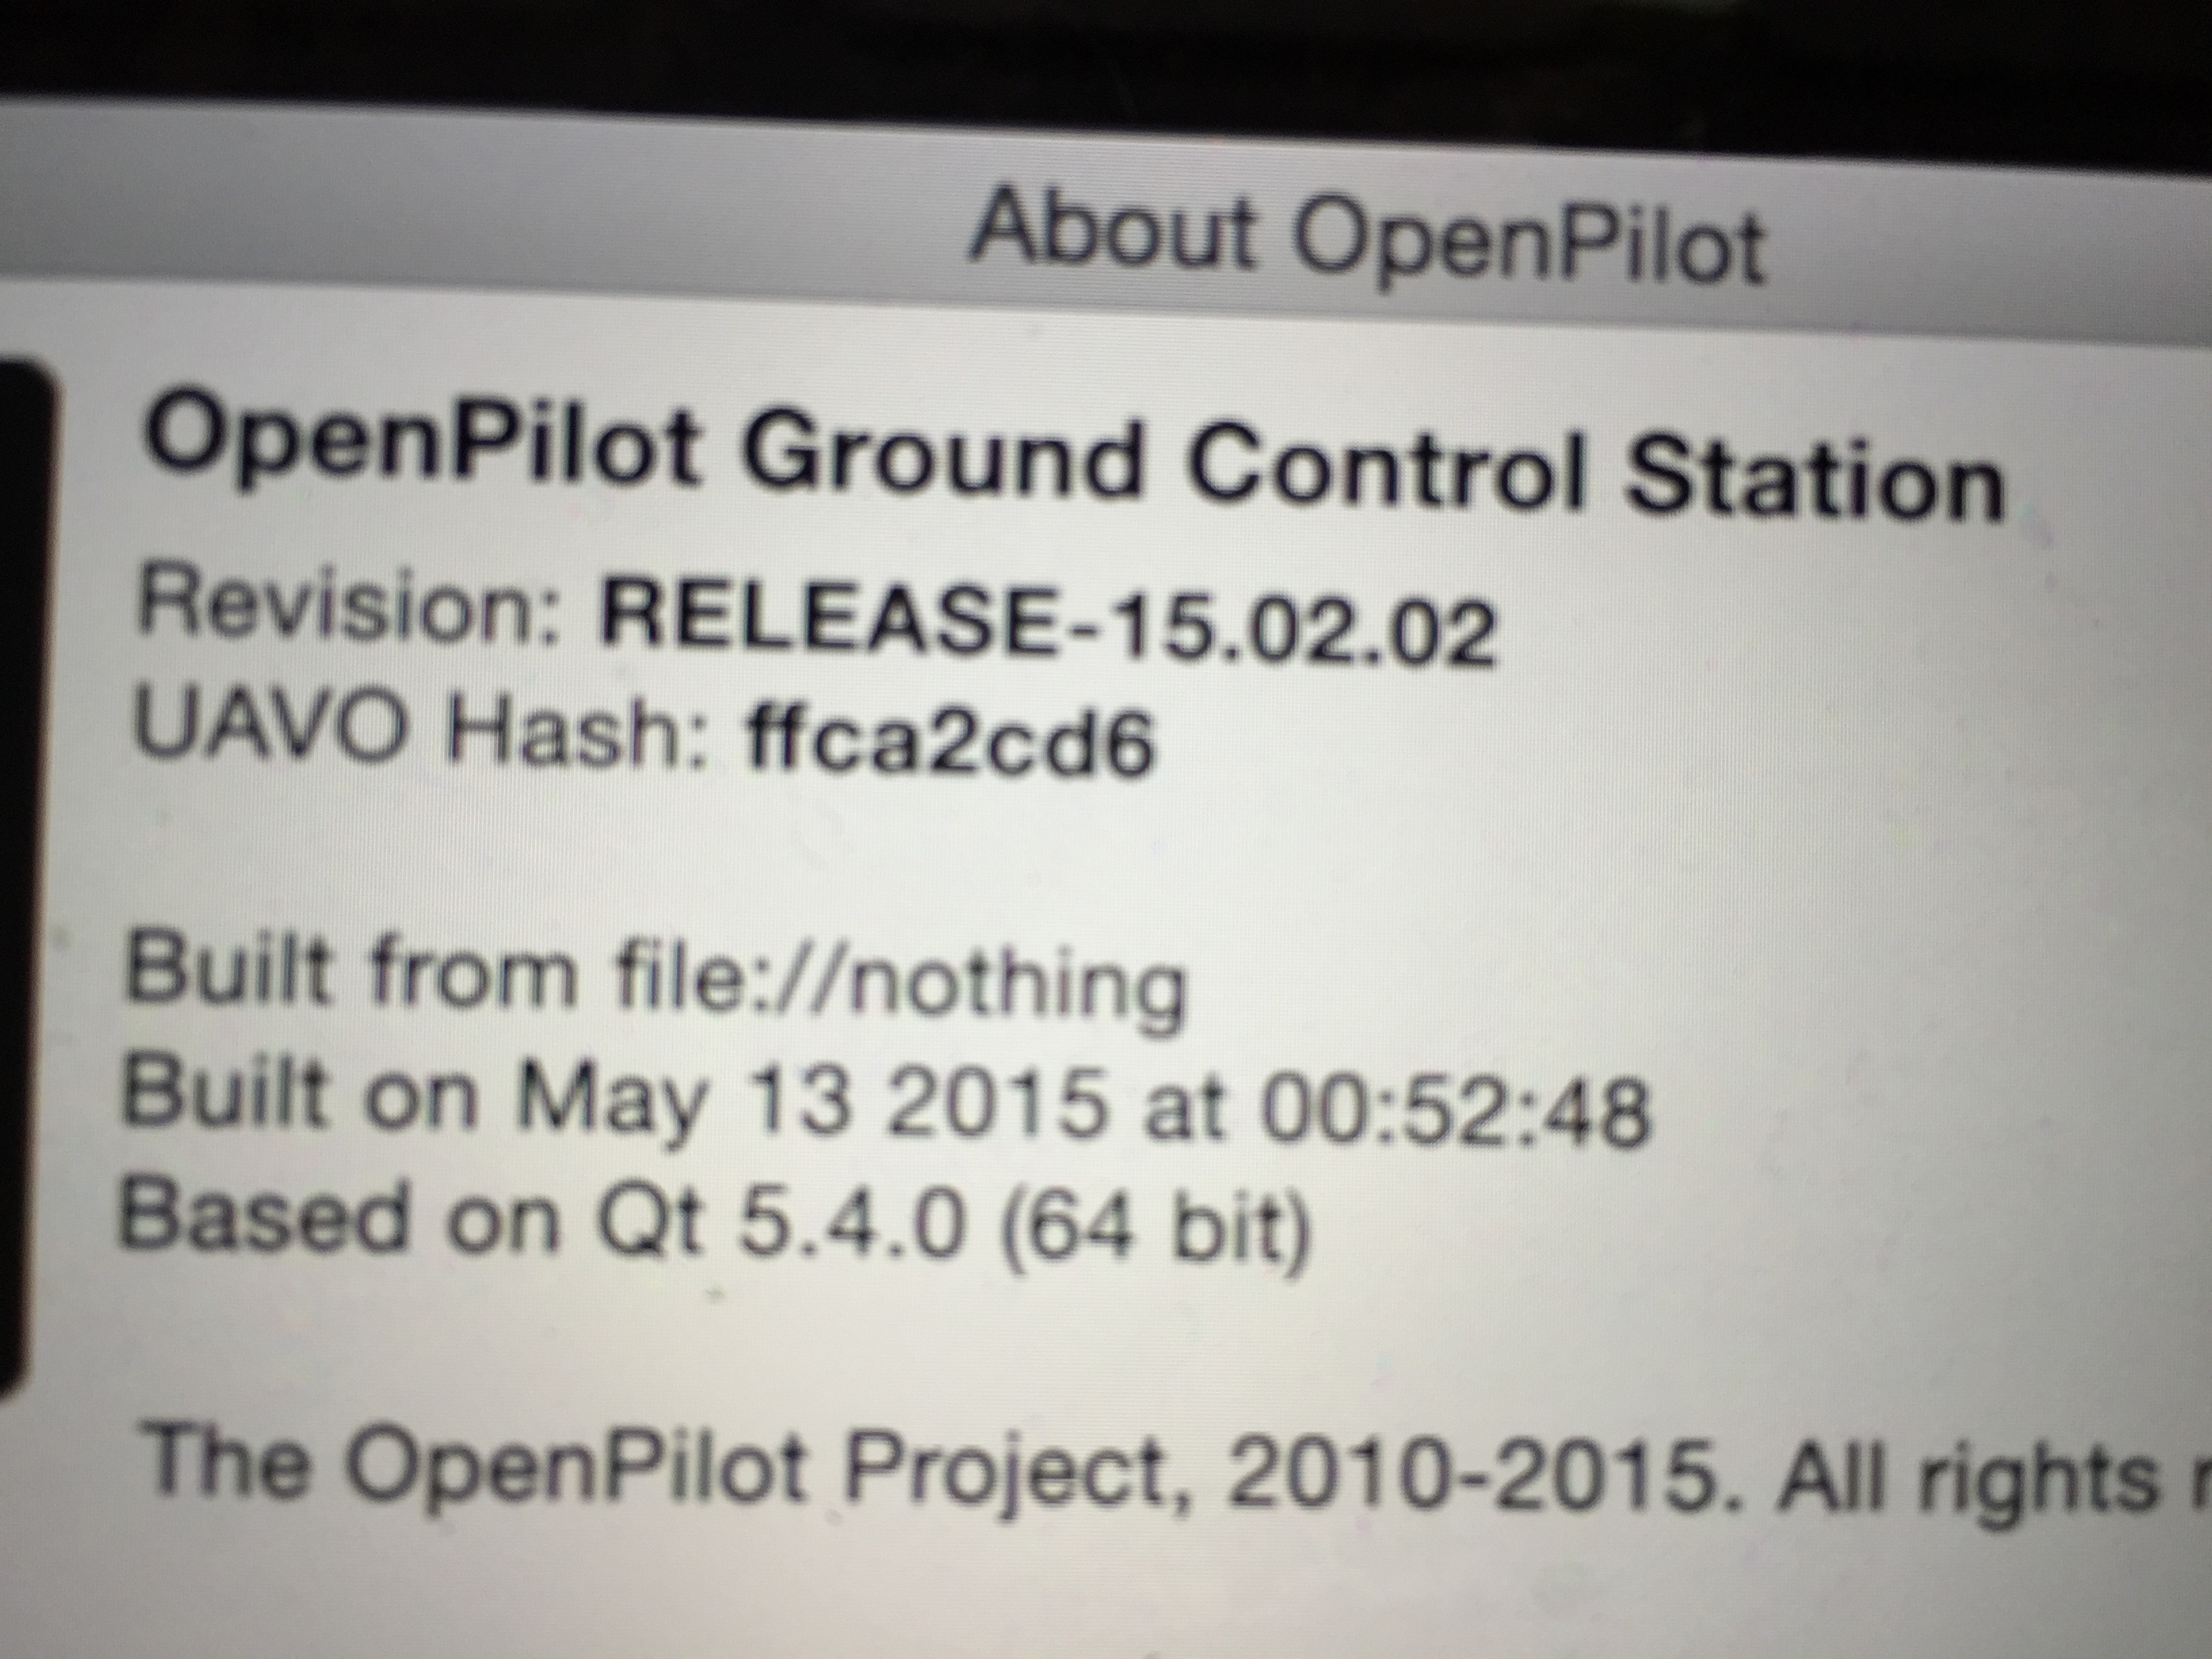 About OpenPilot
OpenPilot Ground Control Station
Revision: RELEASE-15.02.02
UAVO Hash: ffca2cd6
Built from file://nothing
Built on May 13 2015 at 00:52:48
Based on Qt 5.4.0 (64 bit)
The OpenPilot Project, 2010-2015. All rights